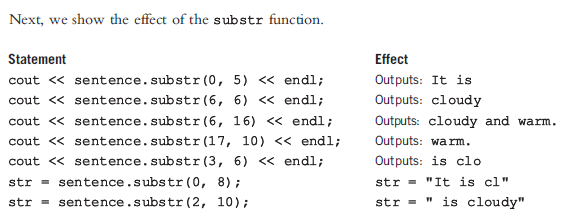 Next, we show the effect of the substr function.
Statement Effect
cout << sentence.substr(0, 5) << endl; Outputs: It is
cout << sentence.substr(6, 6) << endl; Outputs: cloudy
cout << sentence.substr(6, 16) << endl; Outputs: cloudy and warm.
cout << sentence.substr(17, 10) << endl; Outputs: warm.
cout << sentence.substr(3, 6) << endl; Outputs: is clo
str = sentence.substr(0, 8); str = "It is cl"
str = sentence.substr(2, 10); str = " is cloudy"